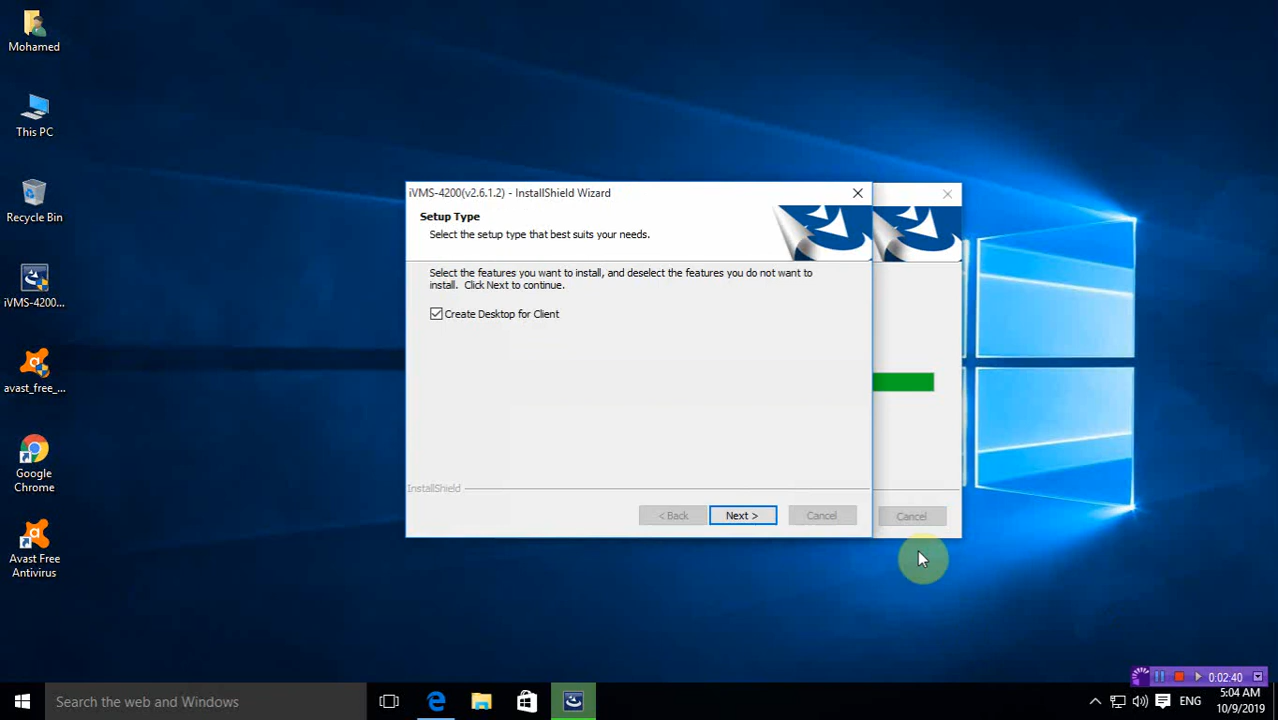 Mohamed
This PC
Recycle Bin
iVMS-4200...
avast_free_...
Google
Chrome
Avast Free
Antivirus
iVMS-4200(v2.6.1.2) - InstallShield Wizard
Setup Type
Select the setup type that best suits your needs.
Select the features you want to install, and deselect the features you do not want to
install. Click Next to continue.
Create Desktop for Client
InstallShield
< Back
Next >
Cancel
Cancel
0:02:40
Search the web and Windows
ENG
5:04 AM
10/9/2019